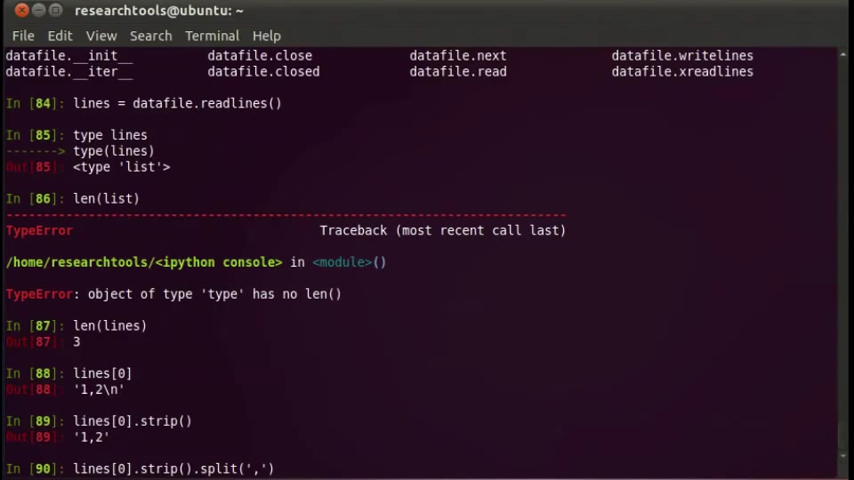 researchtools@ubuntu: ~
File Edit View Search Terminal Help
datafile.__init__ datafile.close datafile.next datafile.writelines
datafile.__iter__ datafile.closed datafile.read datafile.xreadlines
In [84]: lines = datafile.readlines()
In [85]: type lines
-------> type(lines)
Out[85]: <type 'list'>
In [86]: len(list)
---------------------------------------------------------------------------
TypeError Traceback (most recent call last)
/home/researchtools/<ipython console> in <module>()
TypeError: object of type 'type' has no len()
In [87]: len(lines)
Out[87]: 3
In [88]: lines[0]
Out[88]: '1,2\n'
In [89]: lines[0].strip()
Out[89]: '1,2'
In [90]: lines[0].strip().split(',')